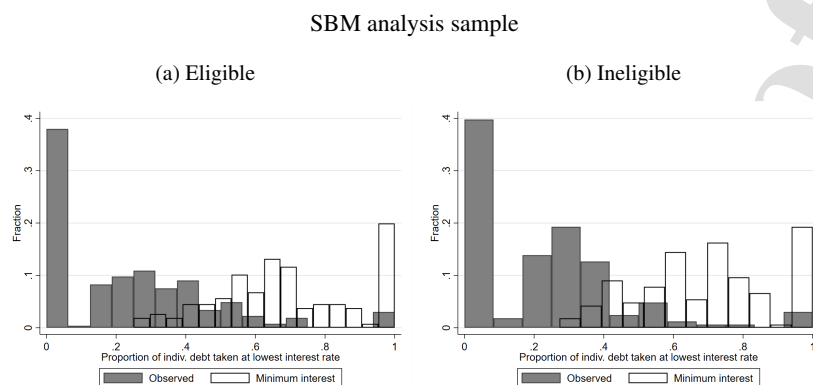 SBM analysis sample
(a) Eligible
(b) Ineligible
Fraction
.4
.3
.2
.1
0
0
.2
.4
.6
.8
1
Proportion of indiv. debt taken at lowest interest rate
Observed
Minimum interest
Fraction
.4
.3
.2
.1
0
0
.2
.4
.6
.8
1
Proportion of indiv. debt taken at lowest interest rate
Observed
Minimum interest